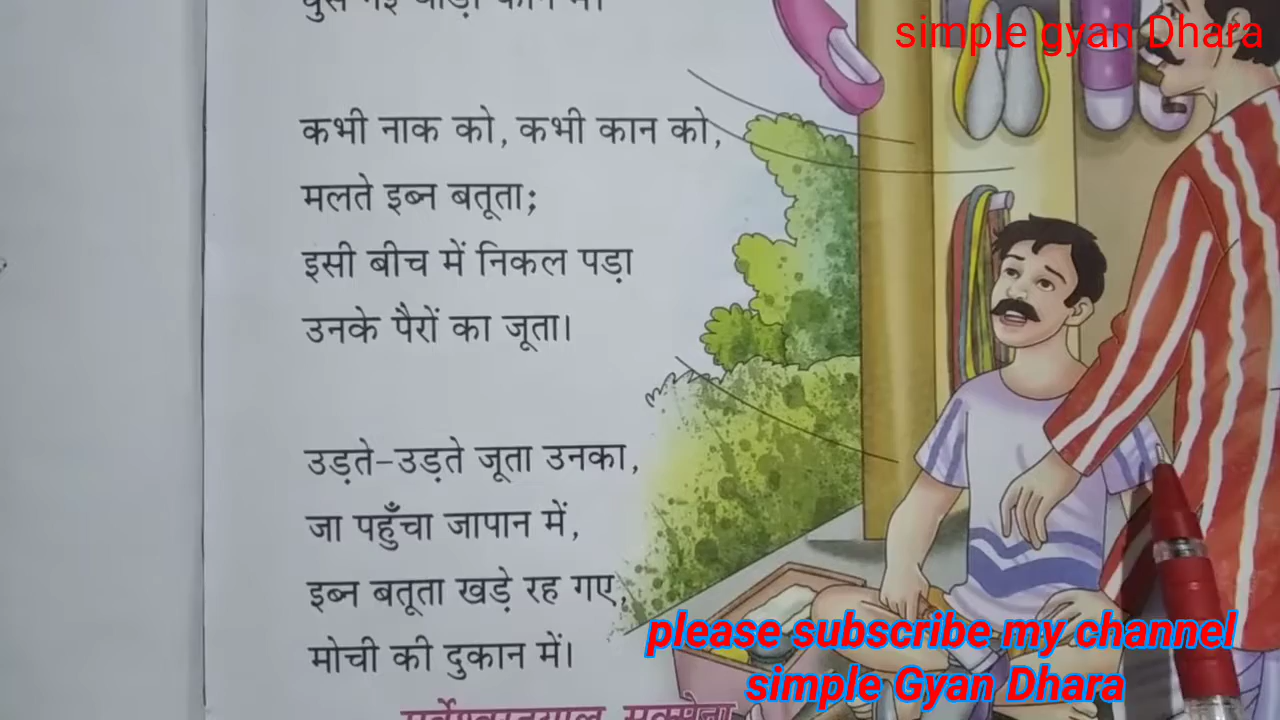 simple gyan Dhara
कभी नाक को, कभी कान को,
मलते इब्न बतूता;
इसी बीच में निकल पड़ा
उनके पैरों का जूता।
उड़ते-उड़ते जूता उनका,
जा पहुँचा जापान में,
इब्न बतूता खड़े रह गए,
मोची की दुकान में।
please subscribe my channel
simple Gyan Dhara